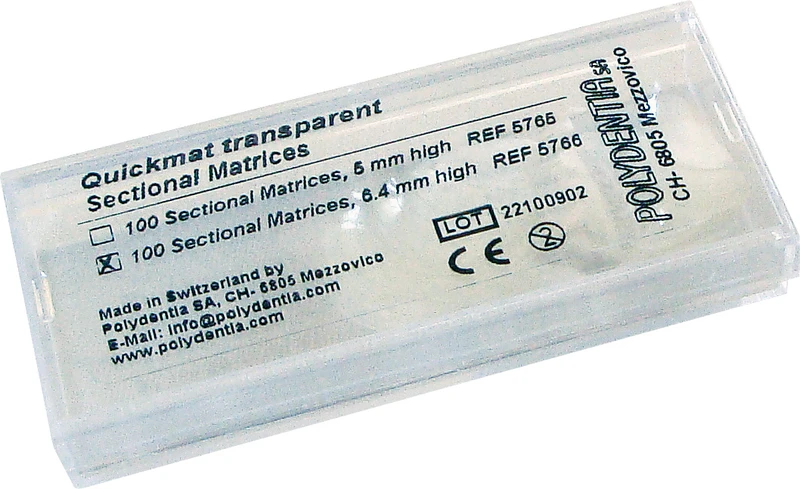 Quickmat transparent
Sectional Matrices
100 Sectional Matrices, 5 mm high REF 5765
100 Sectional Matrices, 6.4 mm high REF 5766
LOT 22100902
CE
2
Made in Switzerland by
Polydentia SA, CH- 6805 Mezzovico
E-Mail: info@polydentia.com
www.polydentia.com
POLYDENTIA SA
CH- 6805 Mezzovico